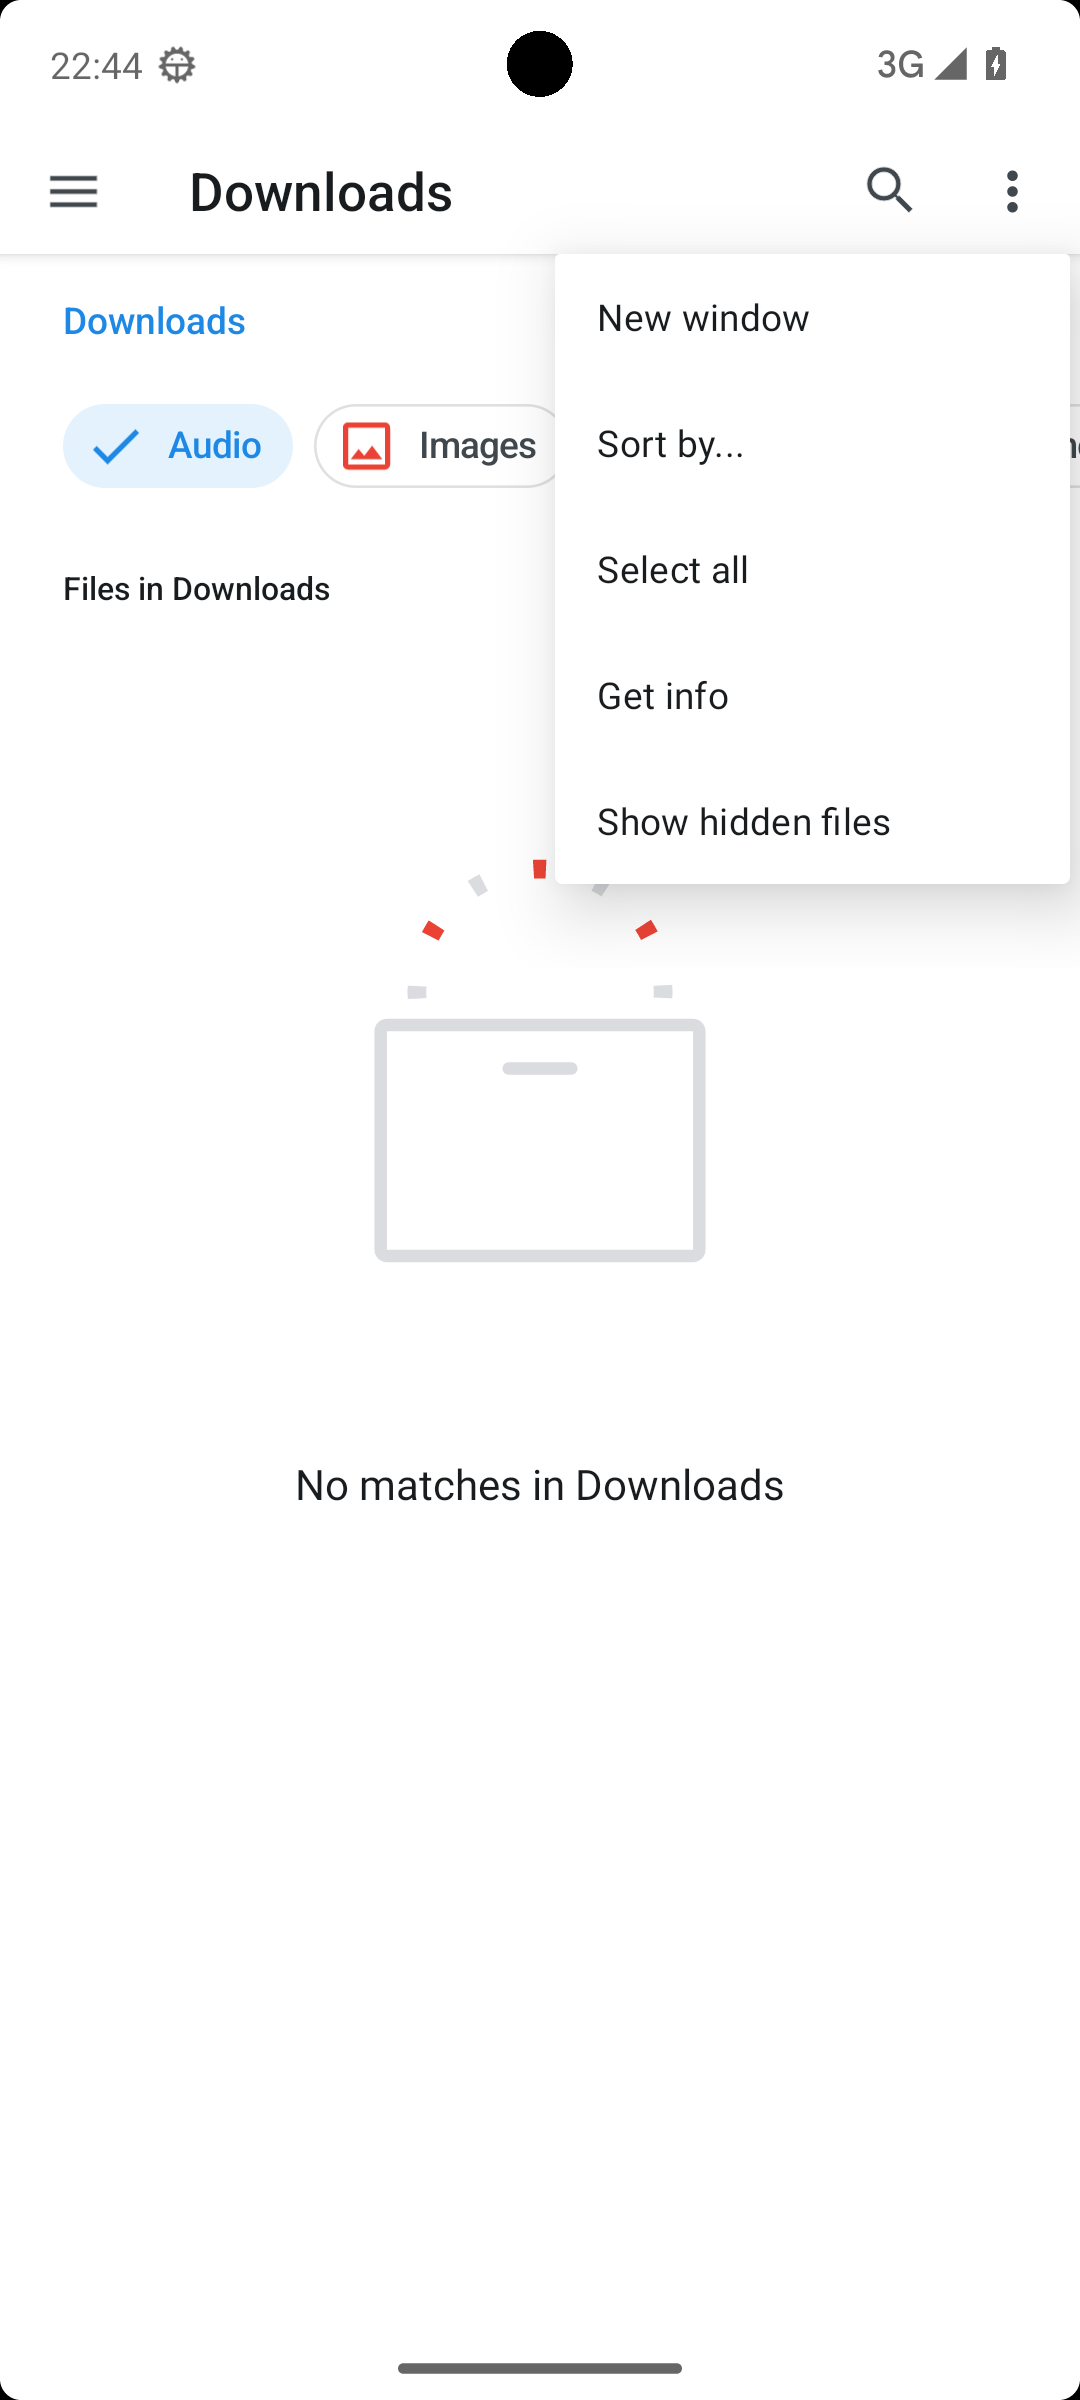 22:44
3G
Downloads
Downloads
New window
Audio
Images
Sort by...
Select all
Files in Downloads
Get info
Show hidden files
No matches in Downloads